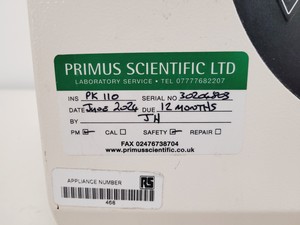 PRIMUS SCIENTIFIC LTD
LABORATORY SERVICE • TEL 07777682207
INS PK 110 SERIAL NO 30204803
DATE June 2024 DUE 12 MONTHS
BY JH
PM CAL SAFETY REPAIR
FAX 02476738704
www.primusscientific.co.uk
APPLIANCE NUMBER
468
RS